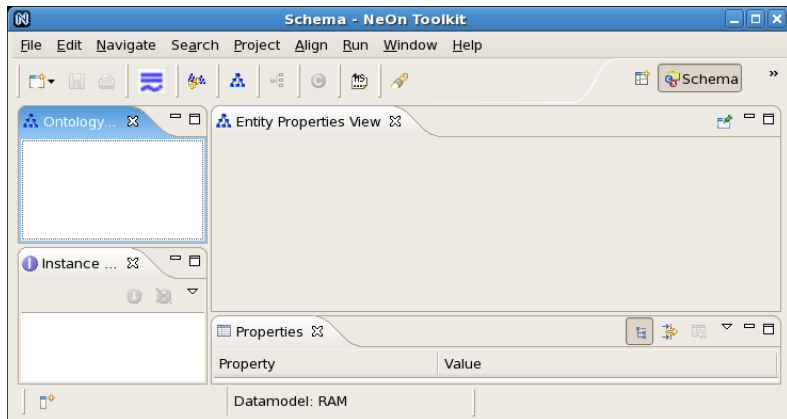 Schema - NeOn Toolkit
File Edit Navigate Search Project Align Run Window Help
Schema
Ontology...
Entity Properties View
Instance ...
Properties
Property Value
Datamodel: RAM